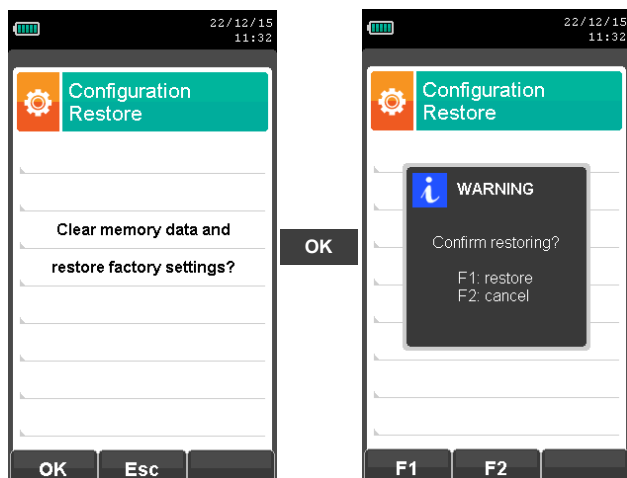 22/12/15
11:32
Configuration
Restore
Clear memory data and
restore factory settings?
OK Esc
OK
22/12/15
11:32
Configuration
Restore
WARNING
Confirm restoring?
F1: restore
F2: cancel
F1 F2